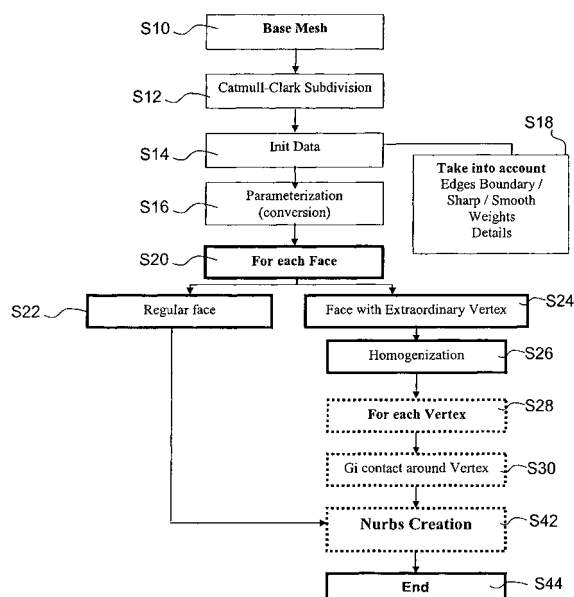 S10
Base Mesh
S12
Catmull-Clark Subdivision
S14
Init Data
S18
Take into account
Edges Boundary /
Sharp / Smooth
Weights
Details
S16
Parameterization
(conversion)
S20
For each Face
S22
Regular face
Face with Extraordinary Vertex
S24
Homogenization
S26
For each Vertex
S28
Gi contact around Vertex
S30
Nurbs Creation
S42
End
S44